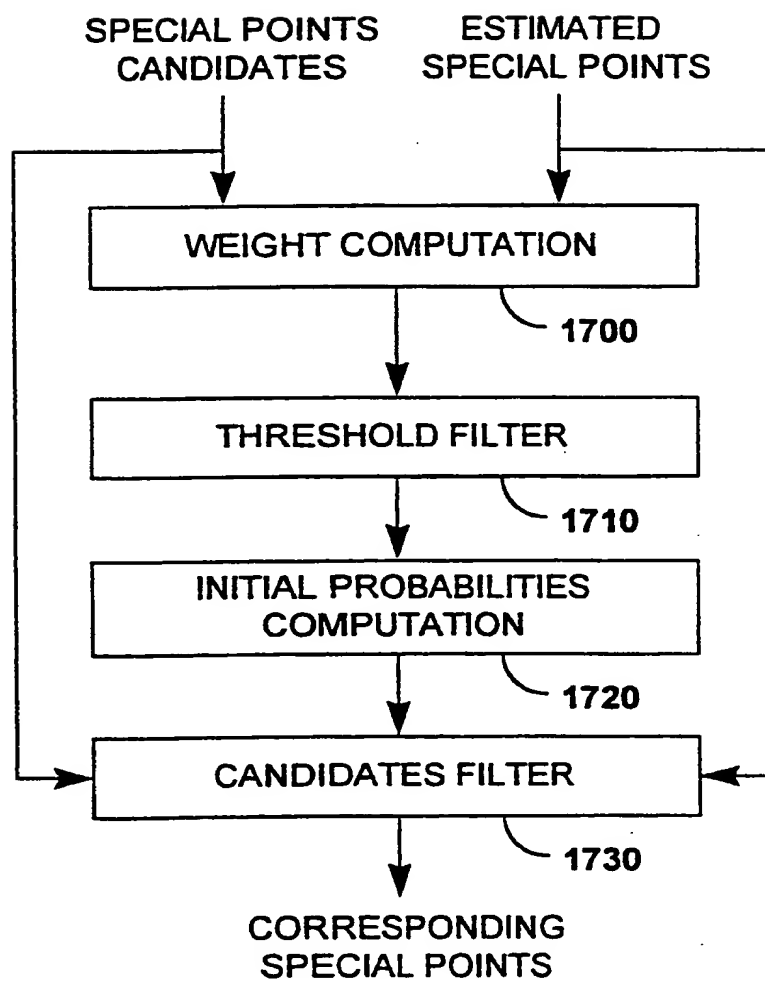 SPECIAL POINTS
CANDIDATES
ESTIMATED
SPECIAL POINTS
WEIGHT COMPUTATION
1700
THRESHOLD FILTER
1710
INITIAL PROBABILITIES
COMPUTATION
1720
CANDIDATES FILTER
1730
CORRESPONDING
SPECIAL POINTS